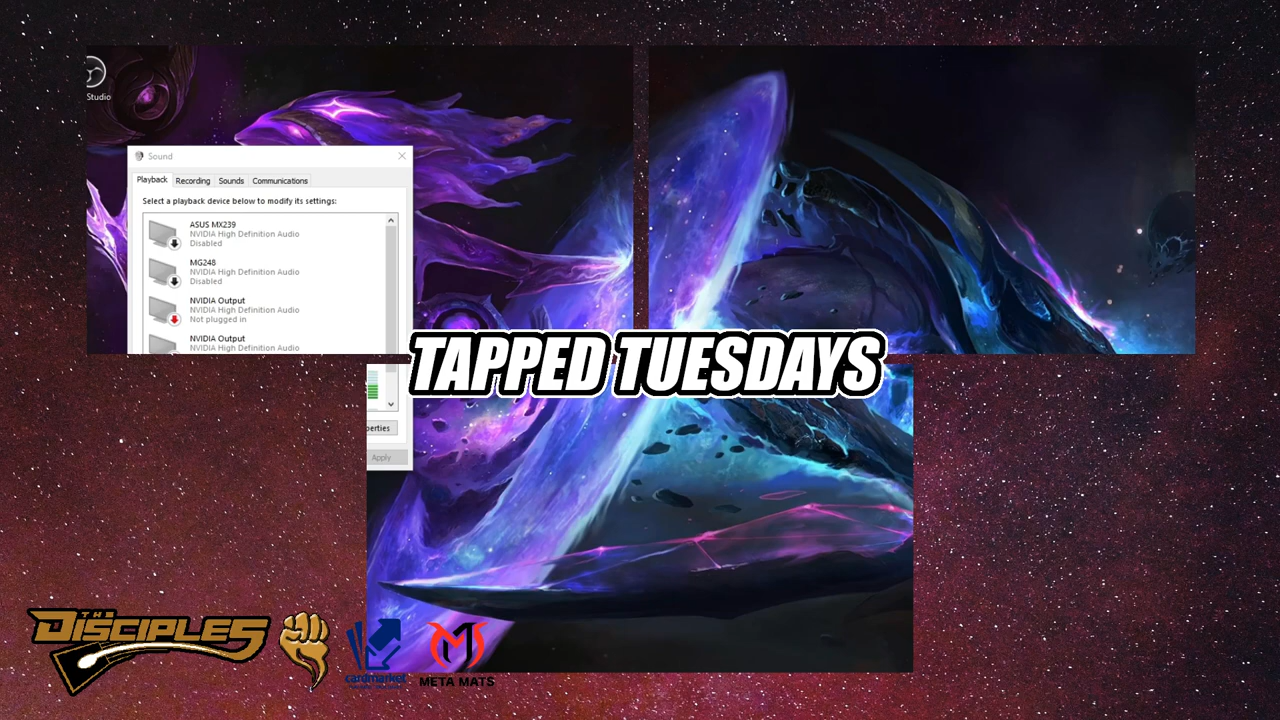 Studio
Sound
Playback Recording Sounds Communications
Select a playback device below to modify its settings:
ASUS MX239
NVIDIA High Definition Audio
Disabled
MG248
NVIDIA High Definition Audio
Disabled
NVIDIA Output
NVIDIA High Definition Audio
Not plugged in
NVIDIA Output
NVIDIA High Definition Audio
TAPPED TUESDAYS
perties
Apply
THE
DISCIPLES
cardmarket
META MATS